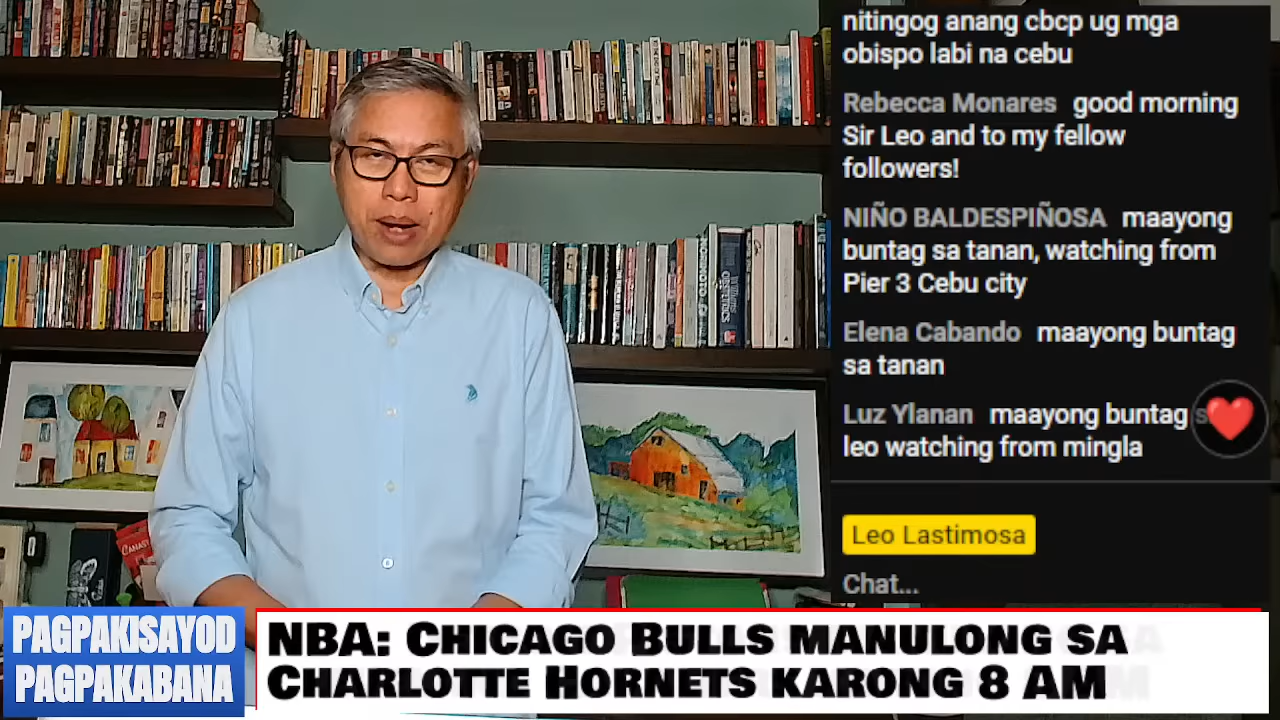 nitingog anang cbcp ug mga
obispo labi na cebu
Rebecca Monares good morning
Sir Leo and to my fellow
followers!
NIÑO BALDESPIÑOSA maayong
buntag sa tanan, watching from
Pier 3 Cebu city
Elena Cabando maayong buntag
sa tanan
Luz Ylanan maayong buntag
leo watching from mingla
Leo Lastimosa
Chat...
PAGPAKISAYOD
PAGPAKABANA
NBA: CHICAGO BULLS MANULONG SA
CHARLOTTE HORNETS KARONG 8 AM